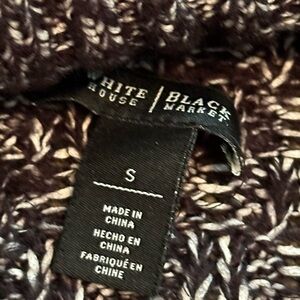 WHITE | BLACK
HOUSE | MARKET
S
MADE IN
CHINA
HECHO EN
CHINA
FABRIQUÉ EN
CHINE